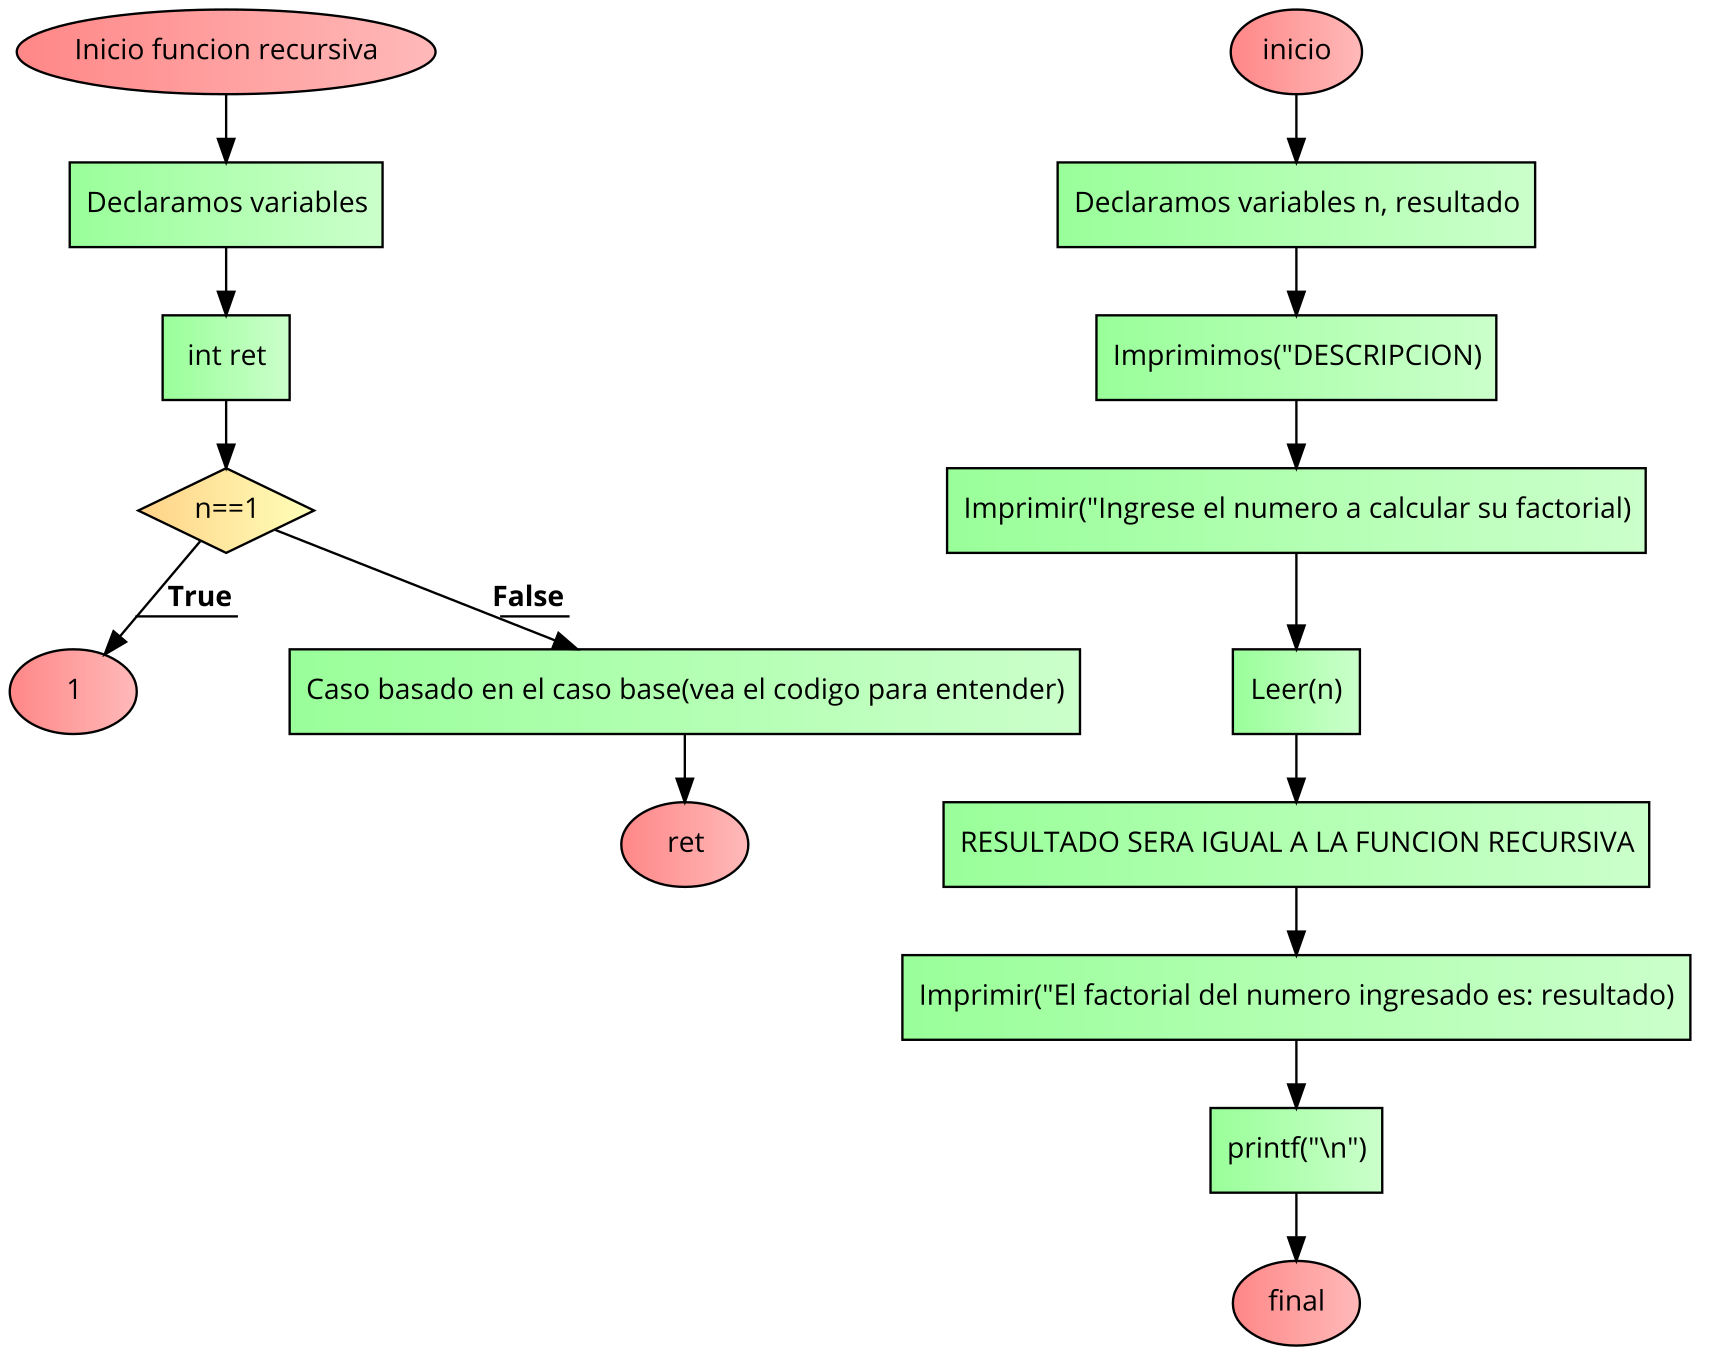 Inicio funcion recursiva
Declaramos variables
int ret
n==1
True
False
1
Caso basado en el caso base(vea el codigo para entender)
ret
inicio
Declaramos variables n, resultado
Imprimimos("DESCRIPCION)
Imprimir("Ingrese el numero a calcular su factorial)
Leer(n)
RESULTADO SERA IGUAL A LA FUNCION RECURSIVA
Imprimir("El factorial del numero ingresado es: resultado)
printf("\n")
final